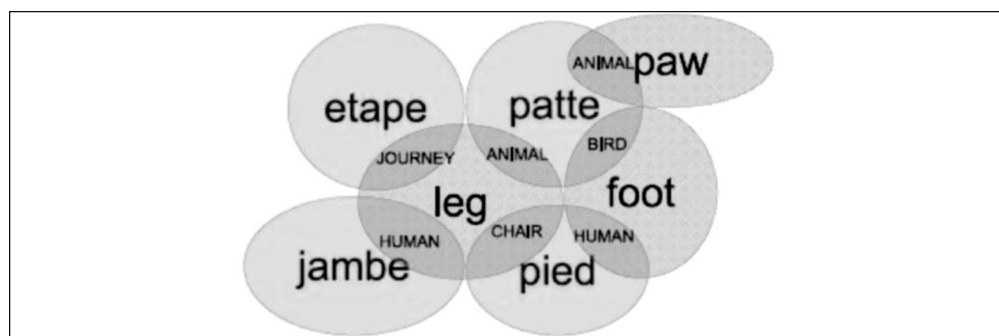 ANIMAL paw
etape patte
JOURNEY ANIMAL BIRD
leg foot
HUMAN CHAIR HUMAN
jambe pied